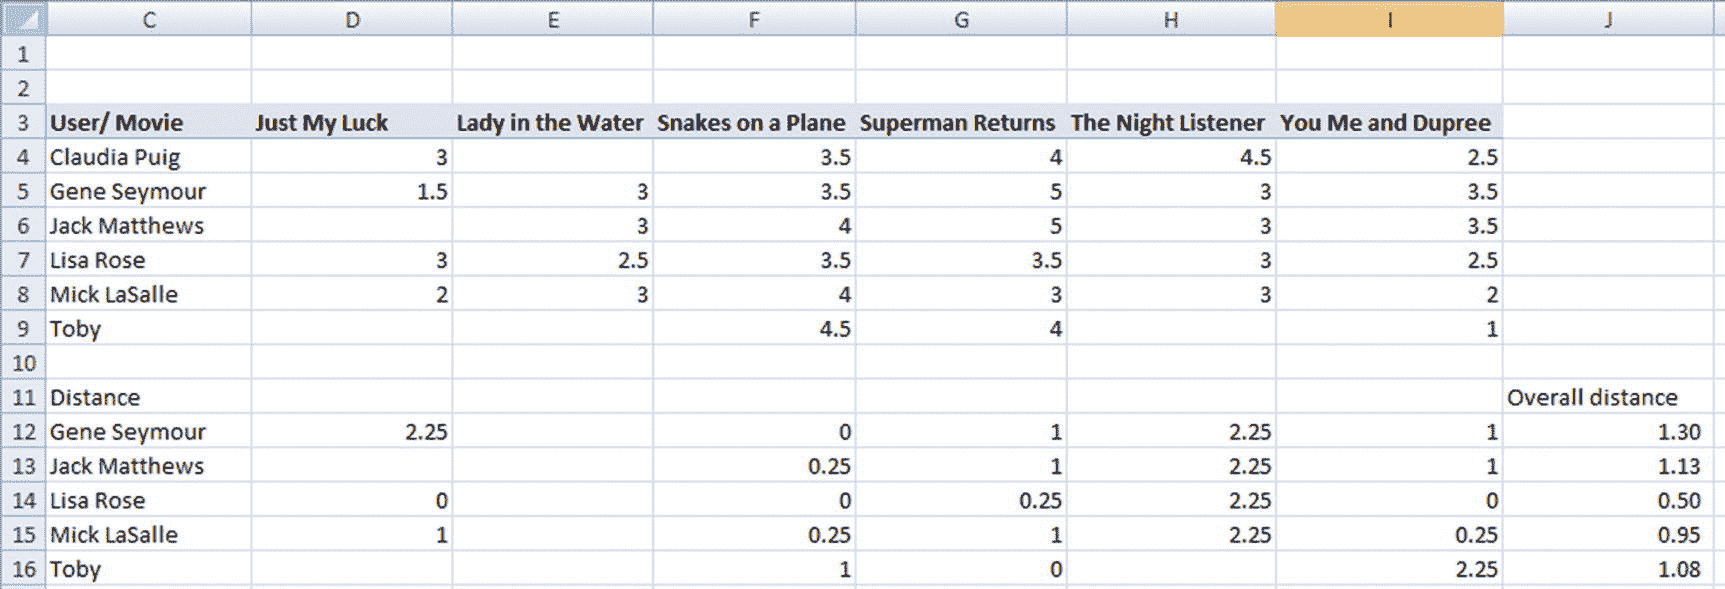 C D E F G H I J
1
2
3 User/ Movie Just My Luck Lady in the Water Snakes on a Plane Superman Returns The Night Listener You Me and Dupree
4 Claudia Puig 3 3.5 4 4.5 2.5
5 Gene Seymour 1.5 3 3.5 5 3 3.5
6 Jack Matthews 3 4 5 3 3.5
7 Lisa Rose 3 2.5 3.5 3.5 3 2.5
8 Mick LaSalle 2 3 4 3 3 2
9 Toby 4.5 4 1
10
11 Distance Overall distance
12 Gene Seymour 2.25 0 1 2.25 1 1.30
13 Jack Matthews 0.25 1 2.25 1 1.13
14 Lisa Rose 0 0 0.25 2.25 0 0.50
15 Mick LaSalle 1 0.25 1 2.25 0.25 0.95
16 Toby 1 0 2.25 1.08